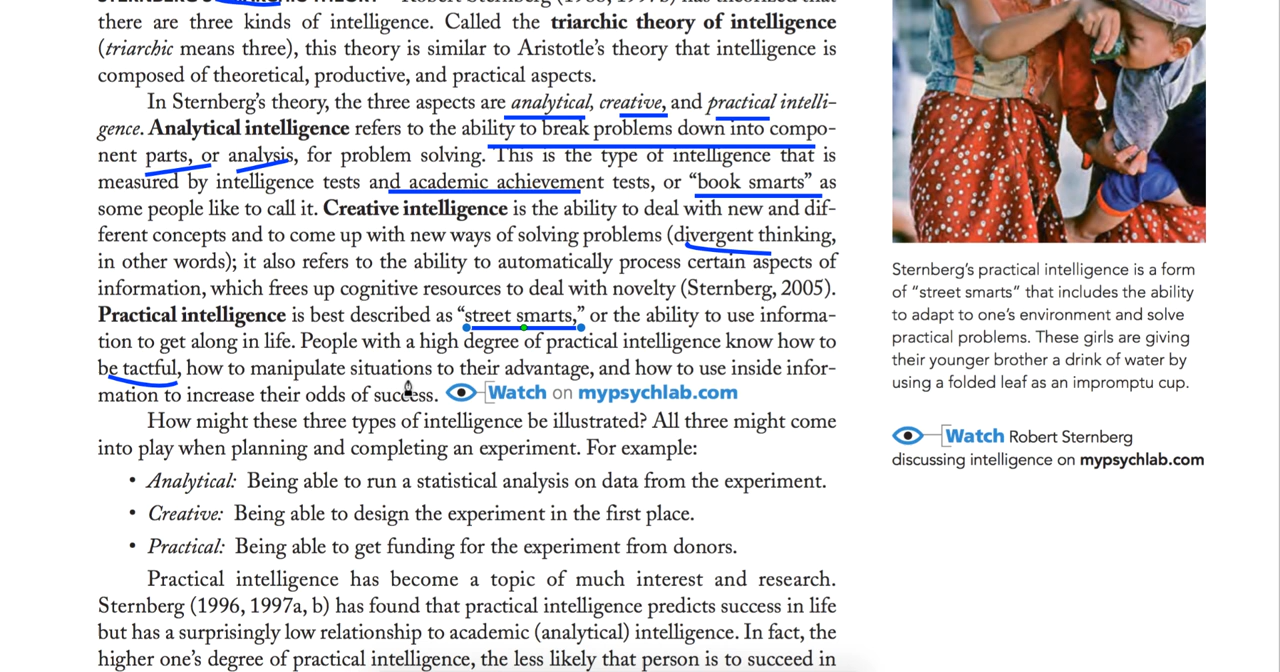 there are three kinds of intelligence. Called the triarchic theory of intelligence
(triarchic means three), this theory is similar to Aristotle's theory that intelligence is
composed of theoretical, productive, and practical aspects.
In Sternberg's theory, the three aspects are analytical, creative, and practical intelli-
gence. Analytical intelligence refers to the ability to break problems down into compo-
nent parts, or analysis, for problem solving. This is the type of intelligence that is
measured by intelligence tests and academic achievement tests, or “book smarts” as
some people like to call it. Creative intelligence is the ability to deal with new and dif-
ferent concepts and to come up with new ways of solving problems (divergent thinking,
in other words); it also refers to the ability to automatically process certain aspects of
information, which frees up cognitive resources to deal with novelty (Sternberg, 2005).
Practical intelligence is best described as “street smarts,” or the ability to use informa-
tion to get along in life. People with a high degree of practical intelligence know how to
be tactful, how to manipulate situations to their advantage, and how to use inside infor-
mation to increase their odds of success. Watch on mypsychlab.com
How might these three types of intelligence be illustrated? All three might come
into play when planning and completing an experiment. For example:
• Analytical: Being able to run a statistical analysis on data from the experiment.
• Creative: Being able to design the experiment in the first place.
• Practical: Being able to get funding for the experiment from donors.
Practical intelligence has become a topic of much interest and research.
Sternberg (1996, 1997a, b) has found that practical intelligence predicts success in life
but has a surprisingly low relationship to academic (analytical) intelligence. In fact, the
higher one's degree of practical intelligence, the less likely that person is to succeed in
Sternberg's practical intelligence is a form
of “street smarts” that includes the ability
to adapt to one's environment and solve
practical problems. These girls are giving
their younger brother a drink of water by
using a folded leaf as an impromptu cup.
Watch Robert Sternberg
discussing intelligence on mypsychlab.com